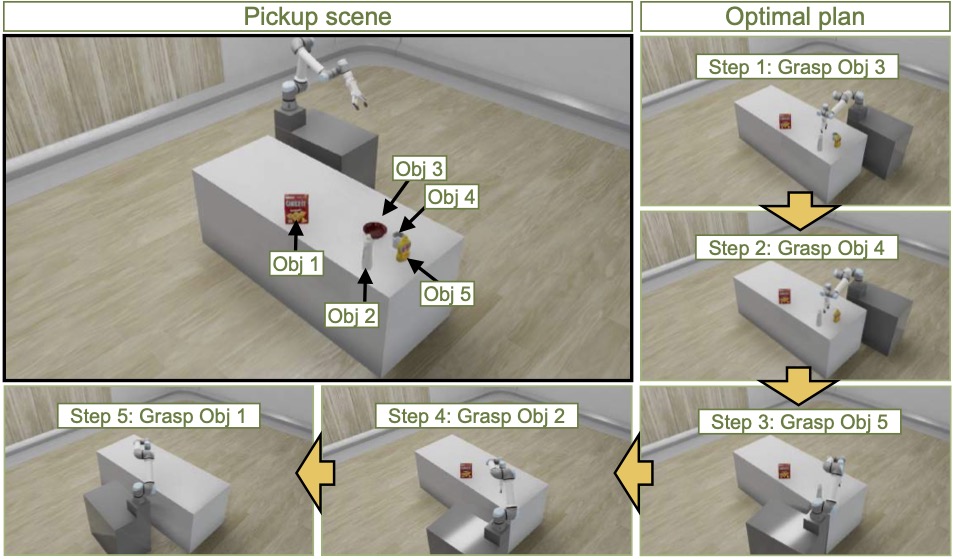 Pickup scene
Optimal plan
Obj 3
Obj 4
Obj 1
Obj 2
Obj 5
Step 1: Grasp Obj 3
Step 2: Grasp Obj 4
Step 3: Grasp Obj 5
Step 4: Grasp Obj 2
Step 5: Grasp Obj 1